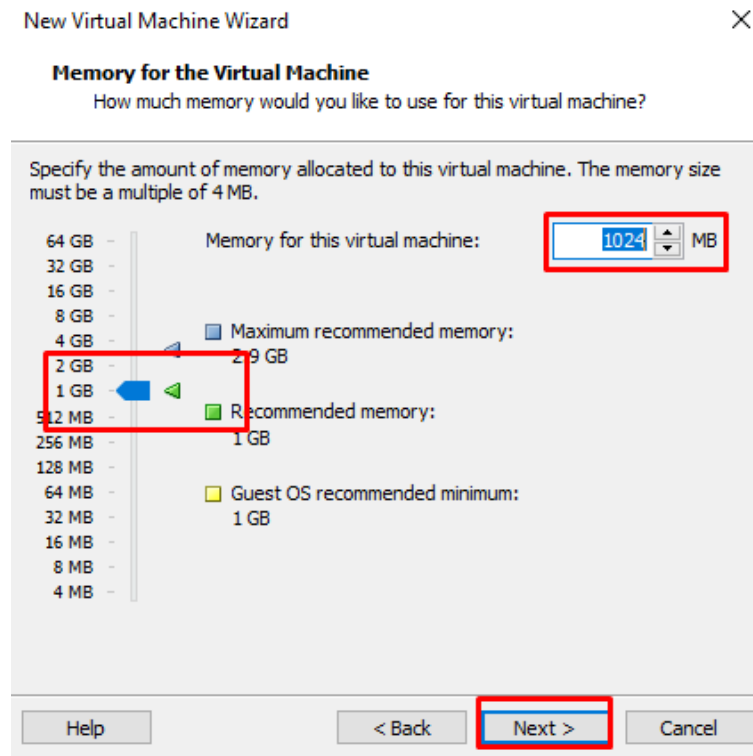 New Virtual Machine Wizard
Memory for the Virtual Machine
How much memory would you like to use for this virtual machine?
Specify the amount of memory allocated to this virtual machine. The memory size
must be a multiple of 4 MB.
Memory for this virtual machine: 1024 MB
64 GB
32 GB
16 GB
8 GB
4 GB
2 GB
1 GB
512 MB
256 MB
128 MB
64 MB
32 MB
16 MB
8 MB
4 MB
Maximum recommended memory:
2.9 GB
Recommended memory:
1 GB
Guest OS recommended minimum:
1 GB
Help
< Back
Next >
Cancel